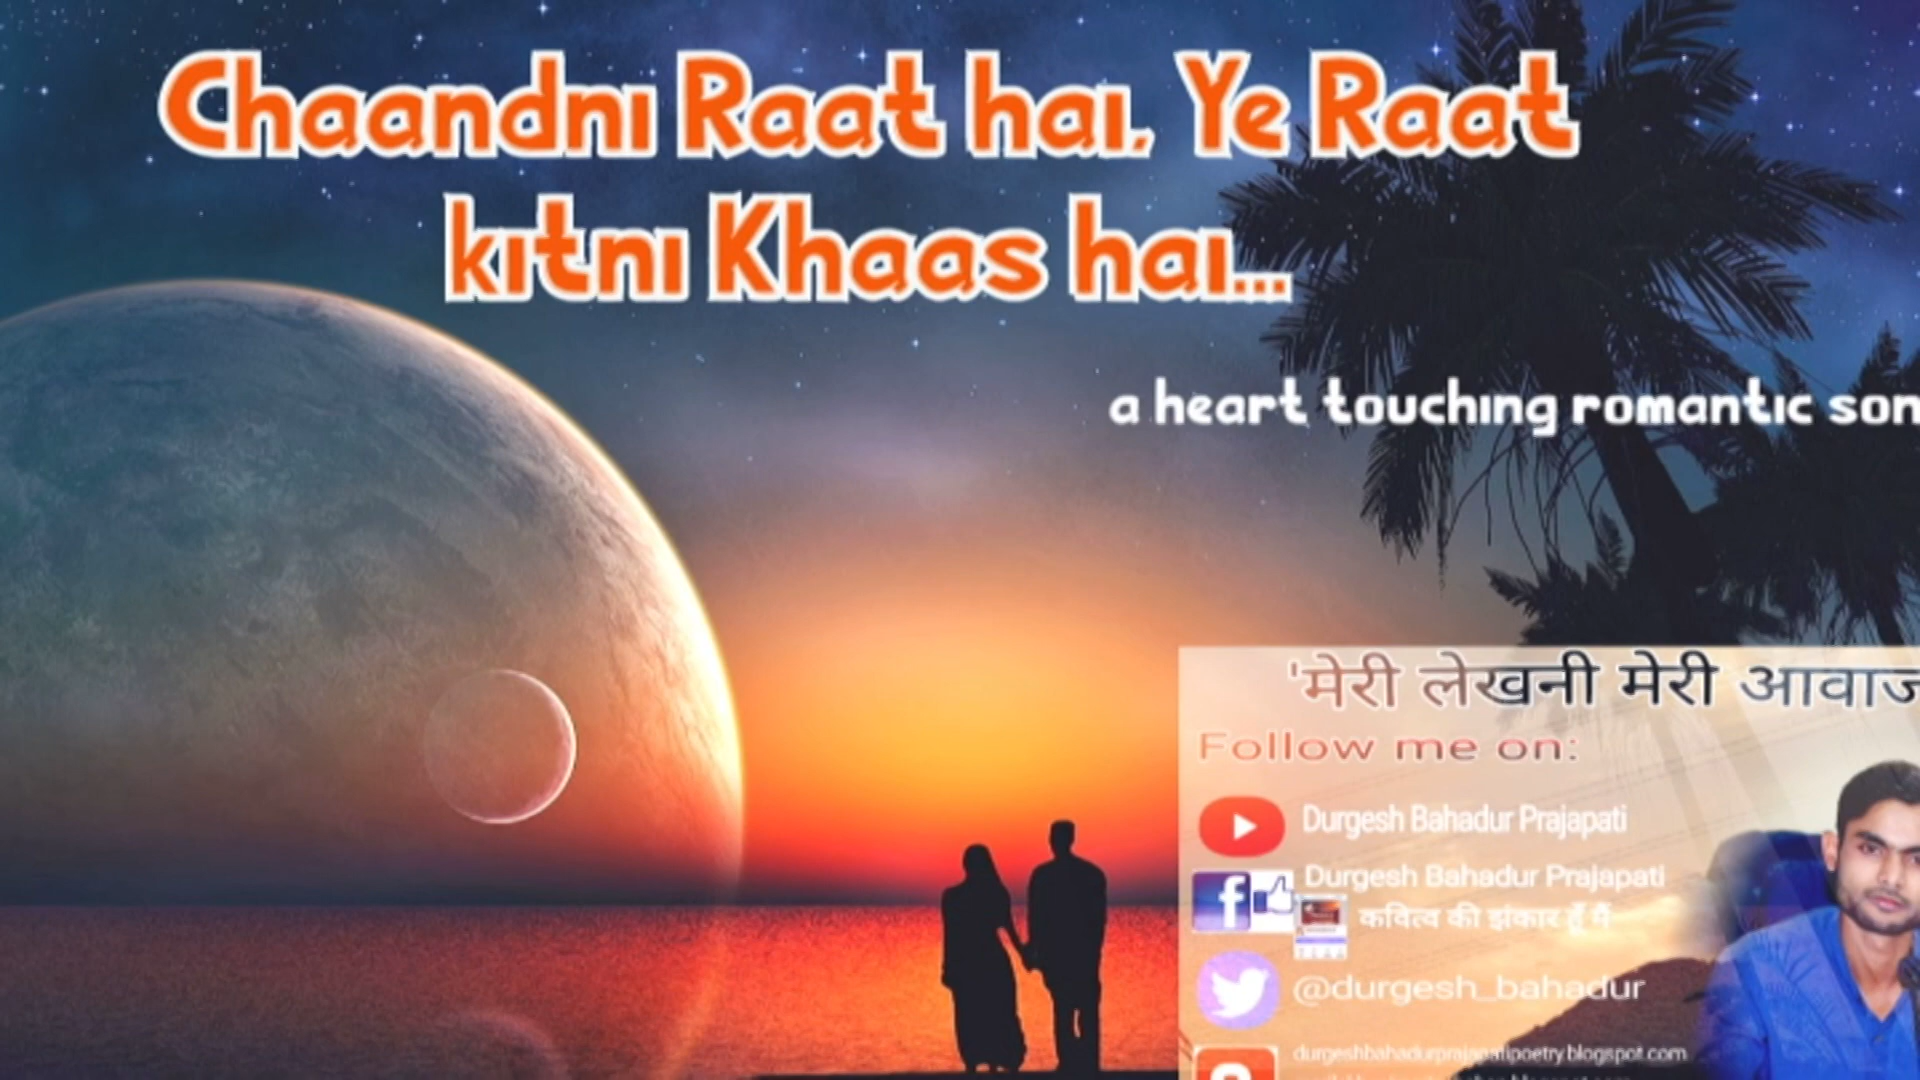 Chaandni Raat hai, Ye Raat
kitni Khaas hai...
a heart touching romantic son
'मेरी लेखनी मेरी आवाज
Follow me on:
Durgesh Bahadur Prajapati
Durgesh Bahadur Prajapati
कवित्व की झंकार हूँ मैं
@durgesh_bahadur
durgeshbahadurprajapatipoetry.blogspot.com